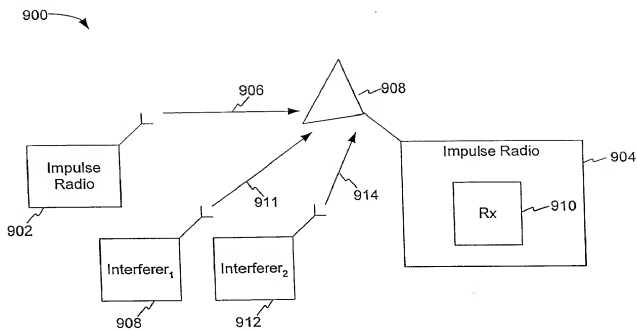 900
906
908
Impulse Radio
904
Impulse
Radio
902
911
914
Rx
910
Interferer1
Interferer2
908
912